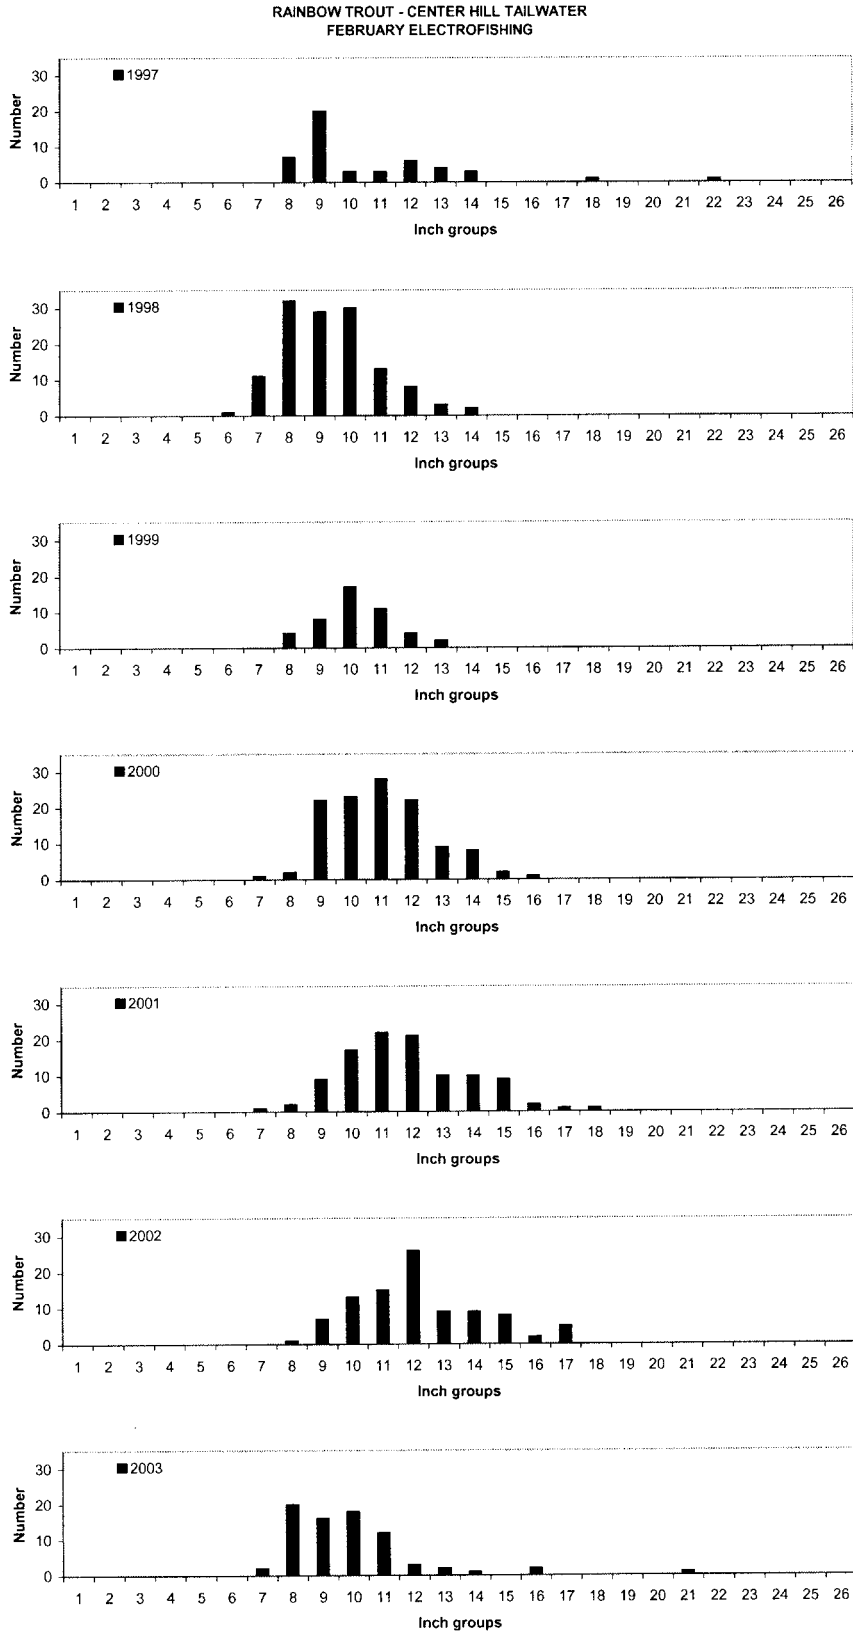 RAINBOW TROUT - CENTER HILL TAILWATER
FEBRUARY ELECTROFISHING
1997
Number
30
20
10
0
1 2 3 4 5 6 7 8 9 10 11 12 13 14 15 16 17 18 19 20 21 22 23 24 25 26
Inch groups
1998
Number
30
20
10
0
1 2 3 4 5 6 7 8 9 10 11 12 13 14 15 16 17 18 19 20 21 22 23 24 25 26
Inch groups
1999
Number
30
20
10
0
1 2 3 4 5 6 7 8 9 10 11 12 13 14 15 16 17 18 19 20 21 22 23 24 25 26
Inch groups
2000
Number
30
20
10
0
1 2 3 4 5 6 7 8 9 10 11 12 13 14 15 16 17 18 19 20 21 22 23 24 25 26
Inch groups
2001
Number
30
20
10
0
1 2 3 4 5 6 7 8 9 10 11 12 13 14 15 16 17 18 19 20 21 22 23 24 25 26
Inch groups
2002
Number
30
20
10
0
1 2 3 4 5 6 7 8 9 10 11 12 13 14 15 16 17 18 19 20 21 22 23 24 25 26
Inch groups
2003
Number
30
20
10
0
1 2 3 4 5 6 7 8 9 10 11 12 13 14 15 16 17 18 19 20 21 22 23 24 25 26
Inch groups